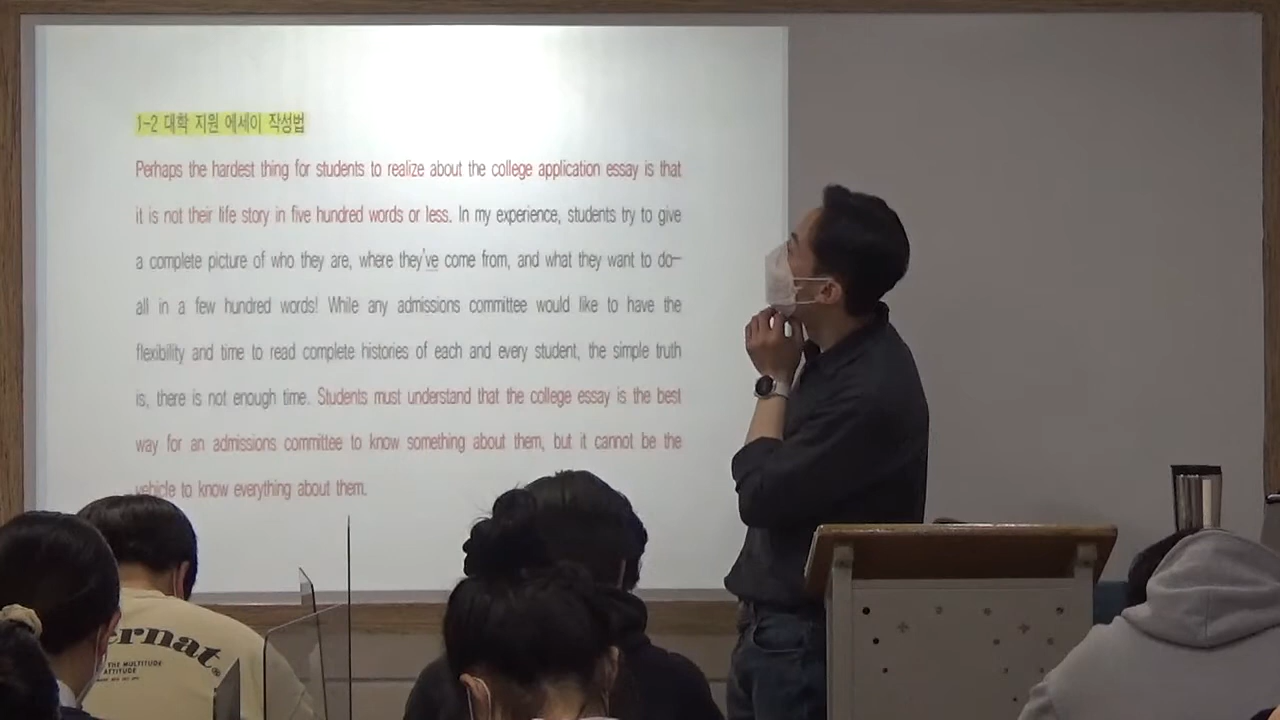 1-2 대학 지원 에세이 작성법
Perhaps the hardest thing for students to realize about the college application essay is that
it is not their life story in five hundred words or less. In my experience, students try to give
a complete picture of who they are, where they've come from, and what they want to do—
all in a few hundred words! While any admissions committee would like to have the
flexibility and time to read complete histories of each and every student, the simple truth
is, there is not enough time. Students must understand that the college essay is the best
way for an admissions committee to know something about them, but it cannot be the
vehicle to know everything about them.
THE MULTITUDE
ATTITUDE